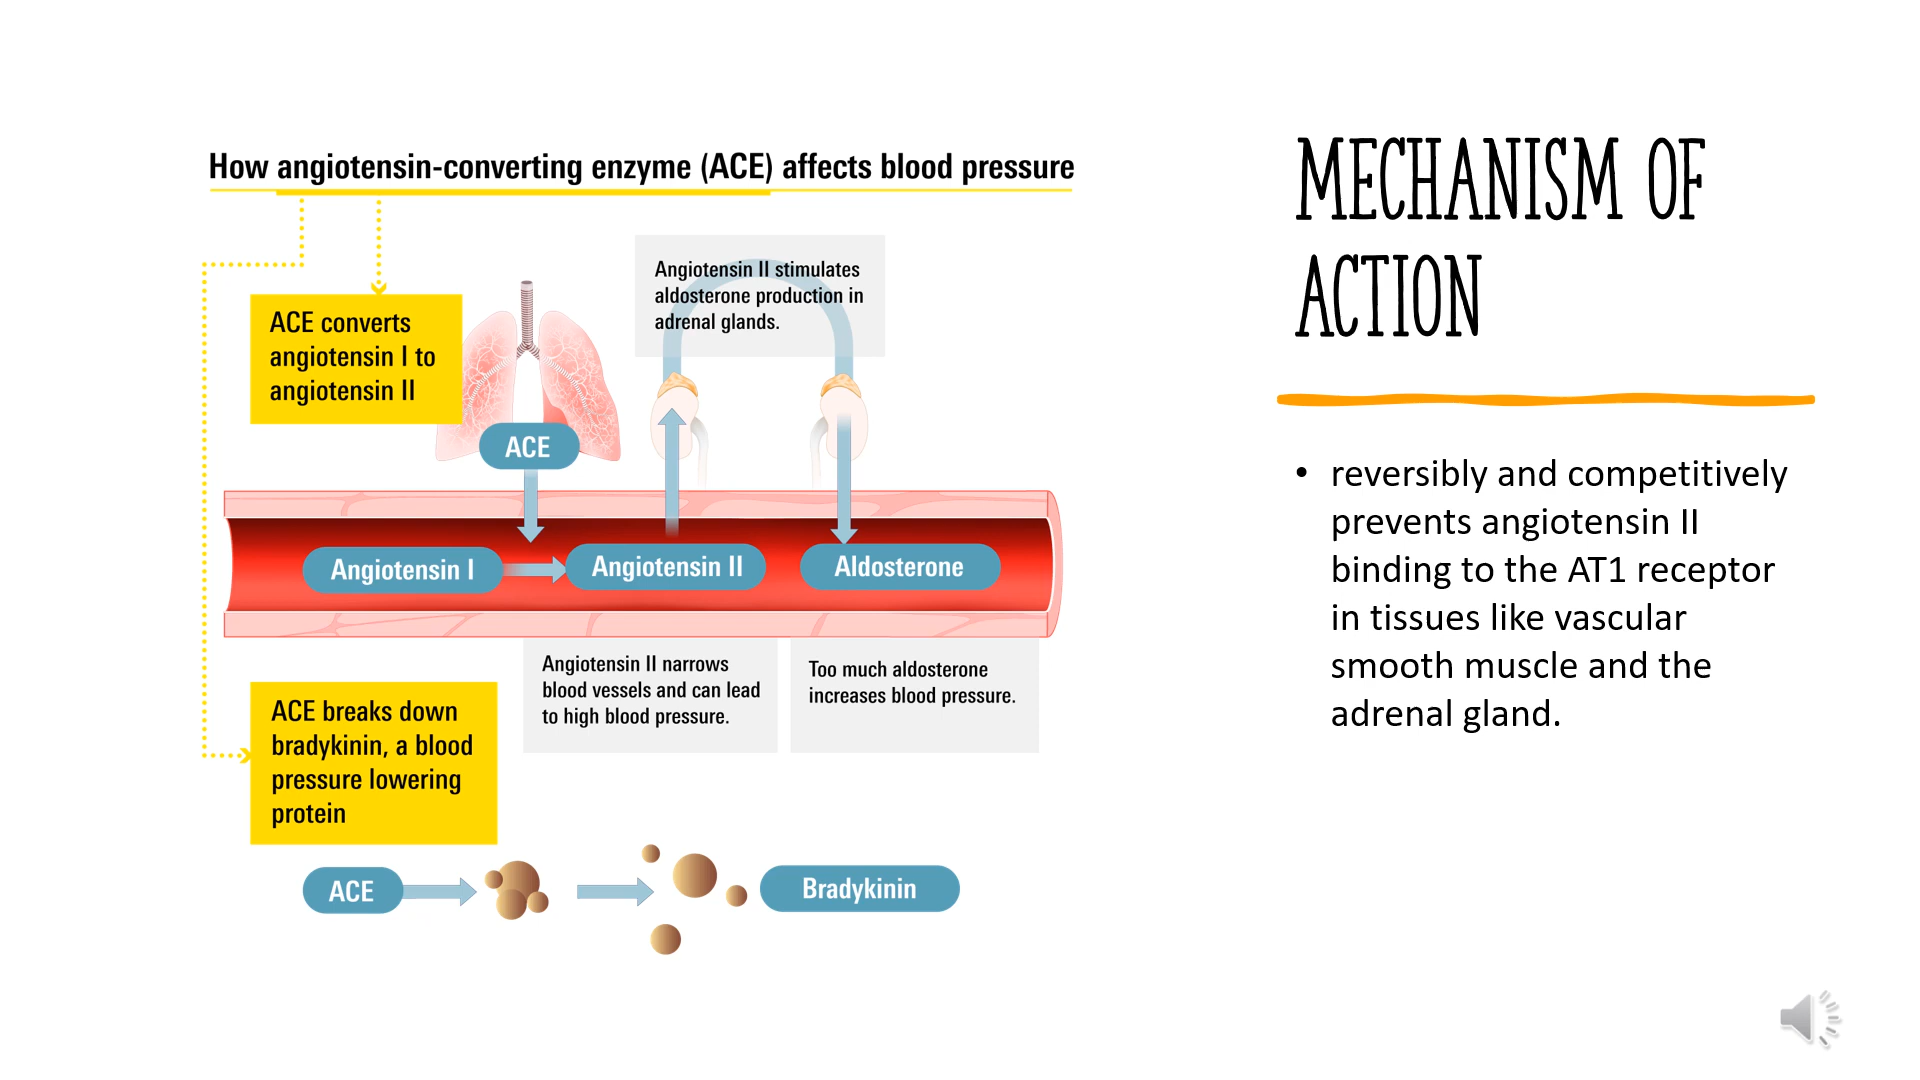 How angiotensin-converting enzyme (ACE) affects blood pressure
ACE converts
angiotensin I to
angiotensin II
Angiotensin II stimulates
aldosterone production in
adrenal glands.
ACE
Angiotensin I
Angiotensin II
Aldosterone
Angiotensin II narrows
blood vessels and can lead
to high blood pressure.
Too much aldosterone
increases blood pressure.
ACE breaks down
bradykinin, a blood
pressure lowering
protein
ACE
Bradykinin
MECHANISM OF
ACTION
• reversibly and competitively
prevents angiotensin II
binding to the AT1 receptor
in tissues like vascular
smooth muscle and the
adrenal gland.